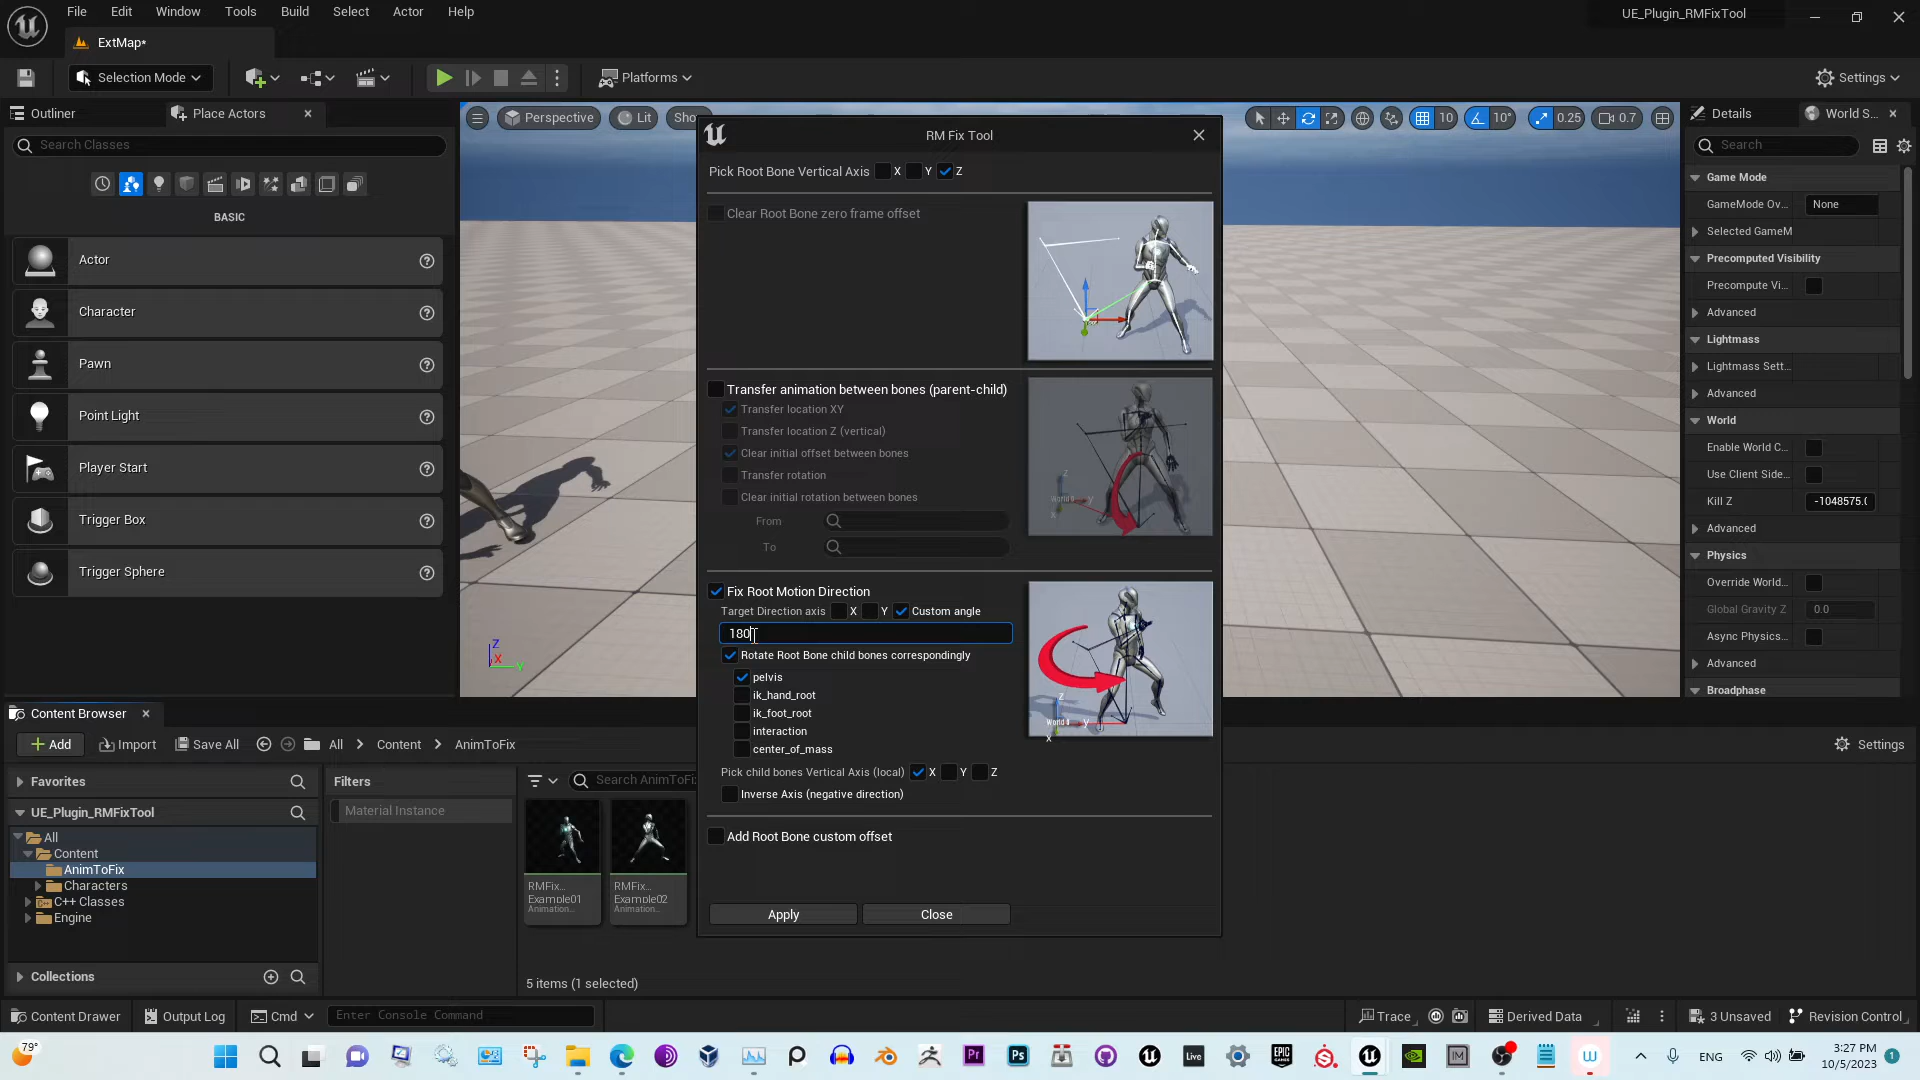 File Edit Window Tools Build Select Actor Help
UE_Plugin_RMFixTool
ExtMap*
Selection Mode
Platforms
Settings
Outliner
Place Actors
Search Classes
BASIC
Actor
Character
Pawn
Point Light
Player Start
Trigger Box
Trigger Sphere
Perspective Lit Sho
10 10° 0.25 0.7
RM Fix Tool
Pick Root Bone Vertical Axis X Y Z
Clear Root Bone zero frame offset
Transfer animation between bones (parent-child)
Transfer location XY
Transfer location Z (vertical)
Clear initial offset between bones
Transfer rotation
Clear initial rotation between bones
From
To
Fix Root Motion Direction
Target Direction axis X Y Custom angle
180
Rotate Root Bone child bones correspondingly
pelvis
ik_hand_root
ik_foot_root
interaction
center_of_mass
Pick child bones Vertical Axis (local) X Y Z
Inverse Axis (negative direction)
Add Root Bone custom offset
Apply Close
Z
X Y
Details
World S...
Search
Game Mode
GameMode Ov... None
Selected GameM
Precomputed Visibility
Precompute Vi...
Advanced
Lightmass
Lightmass Sett...
Advanced
World
Enable World C...
Use Client Side...
Kill Z -1048575.(
Advanced
Physics
Override World...
Global Gravity Z 0.0
Async Physics...
Advanced
Broadphase
Content Browser
Add Import Save All All Content AnimToFix
Settings
Favorites
UE_Plugin_RMFixTool
All
Content
AnimToFix
Characters
C++ Classes
Engine
Collections
Filters
Material Instance
Search AnimToFi
RMFix...
Example01
Animation...
RMFix...
Example02
Animation...
5 items (1 selected)
Content Drawer Output Log Cmd Enter Console Command
Trace Derived Data 3 Unsaved Revision Control
79°
ENG
3:27 PM
10/5/2023